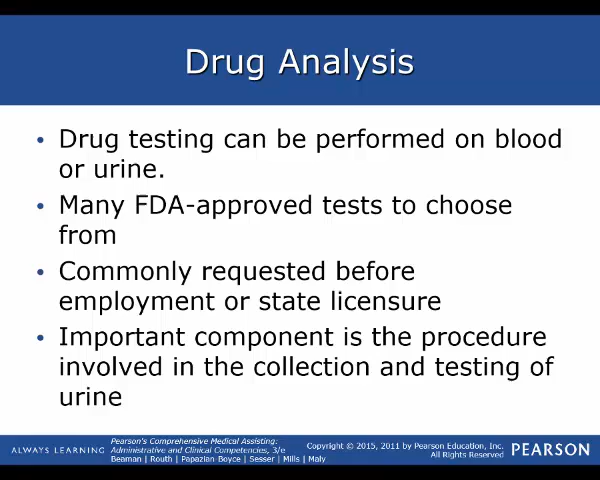 Drug Analysis
• Drug testing can be performed on blood
or urine.
• Many FDA-approved tests to choose
from
• Commonly requested before
employment or state licensure
• Important component is the procedure
involved in the collection and testing of
urine
ALWAYS LEARNING
Pearson's Comprehensive Medical Assisting:
Administrative and Clinical Competencies, 3/e
Beaman | Routh | Papazian Boyce | Sesser | Mills | Maly
Copyright © 2015, 2011 by Pearson Education, Inc.
All Rights Reserved
PEARSON